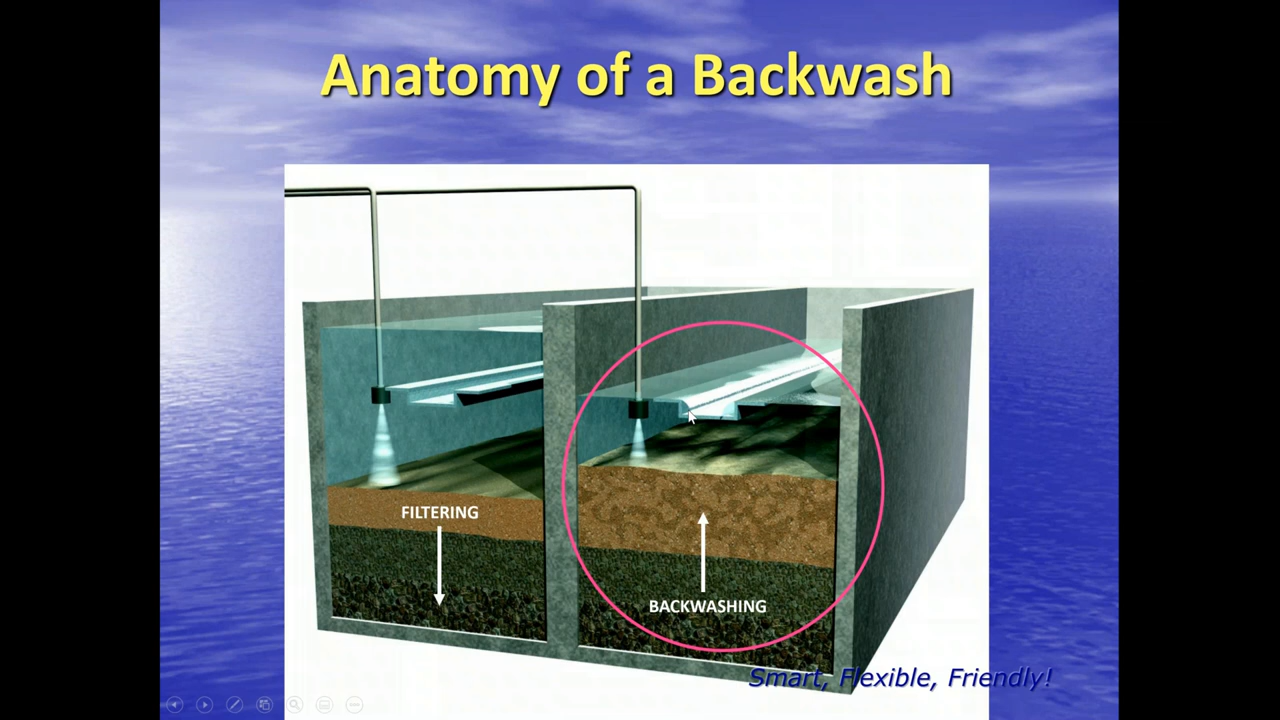 Anatomy of a Backwash
FILTERING
BACKWASHING
Smart, Flexible, Friendly!